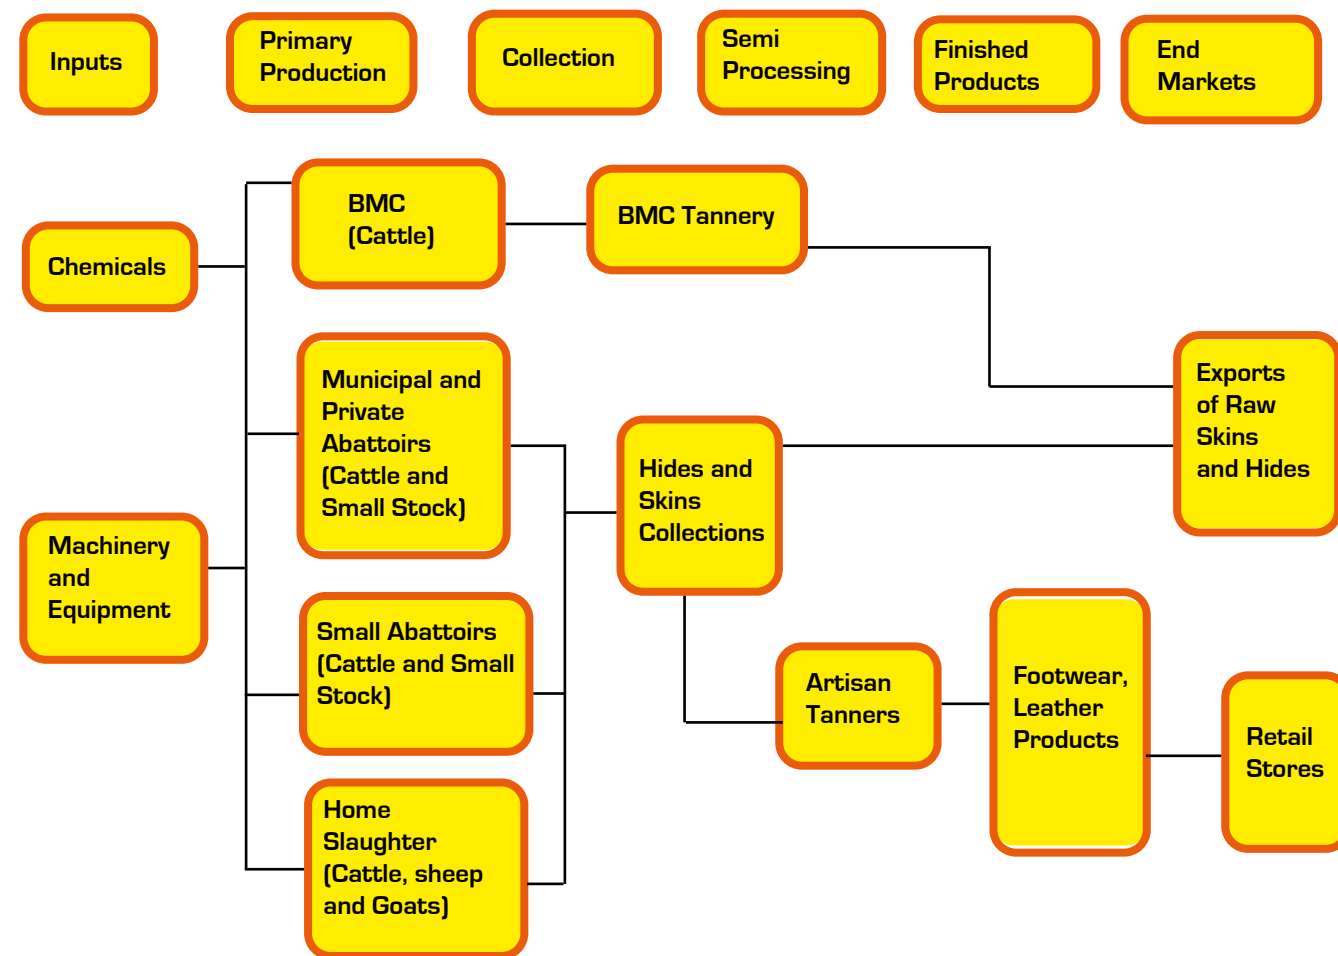 Inputs
Primary
Production
Collection
Semi
Processing
Finished
Products
End
Markets
BMC
(Cattle)
BMC Tannery
Chemicals
Municipal and
Private
Abattoirs
(Cattle and
Small Stock)
Exports
of Raw
Skins
and Hides
Hides and
Skins
Collections
Machinery
and
Equipment
Small Abattoirs
(Cattle and Small
Stock)
Artisan
Tanners
Footwear,
Leather
Products
Retail
Stores
Home
Slaughter
(Cattle, sheep
and Goats)